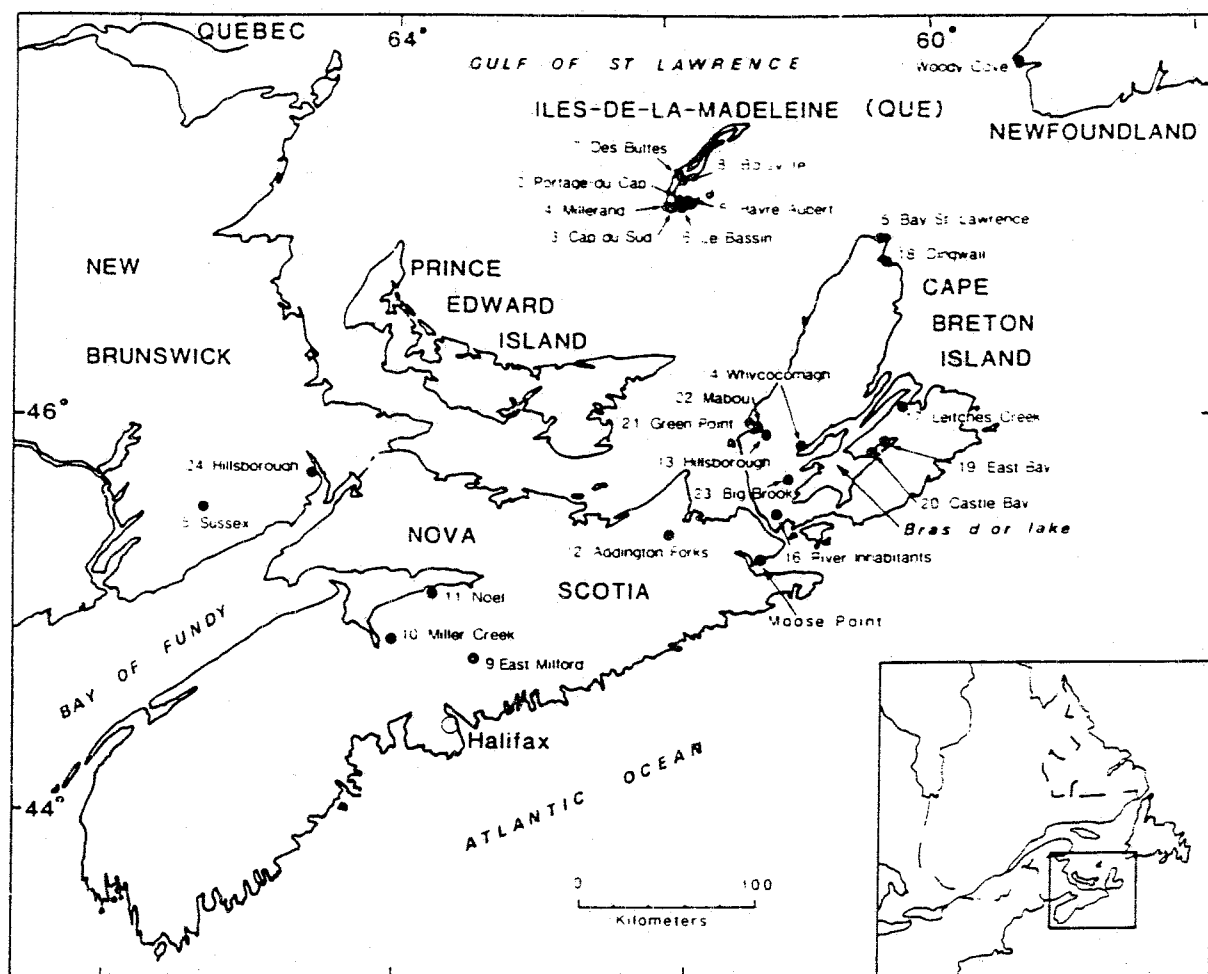 64° 60°
QUEBEC
GULF OF ST LAWRENCE
Woody Cove
ILES-DE-LA-MADELEINE (QUE)
NEWFOUNDLAND
Des Buttes
Portage-du Cap
4 Millerand
Havre Aubert
3 Cap du Sud
Le Bassin
Bay St Lawrence
18
NEW
PRINCE
EDWARD
ISLAND
CAPE
BRETON
ISLAND
BRUNSWICK
Whycocomagh
46°
22 Mabou
Leitches Creek
21 Green Point
24 Hillsborough
13 Hillsborough
19 East Bay
23 Big Brook
20 Castle Bay
Sussex
Bras d or lake
NOVA
12 Addington Forks
16 River Inhabitants
SCOTIA
11 Noel
Moose Point
10 Miller Creek
9 East Milford
BAY OF FUNDY
Halifax
ATLANTIC OCEAN
44°
0 100
Kilometers